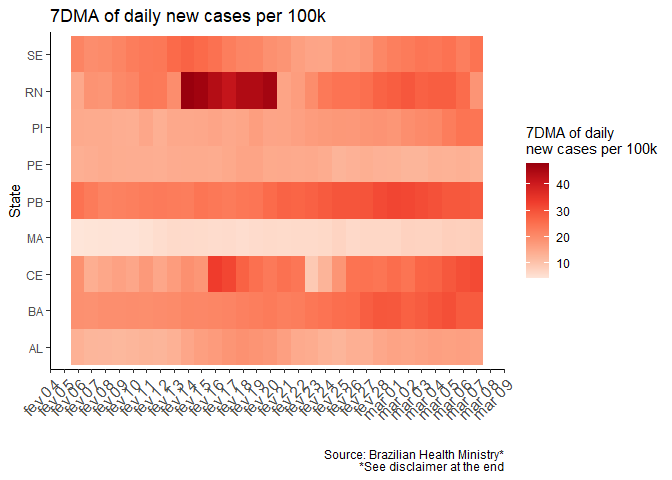 7DMA of daily new cases per 100k
State
SE
RN
PI
PE
PB
MA
CE
BA
AL
fev 04
fev 05
fev 06
fev 07
fev 08
fev 09
fev 10
fev 11
fev 12
fev 13
fev 14
fev 15
fev 16
fev 17
fev 18
fev 19
fev 20
fev 21
fev 22
fev 23
fev 24
fev 25
fev 26
fev 27
fev 28
mar 01
mar 02
mar 03
mar 04
mar 05
mar 06
mar 07
mar 08
mar 09
7DMA of daily
new cases per 100k
40
30
20
10
Source: Brazilian Health Ministry*
*See disclaimer at the end